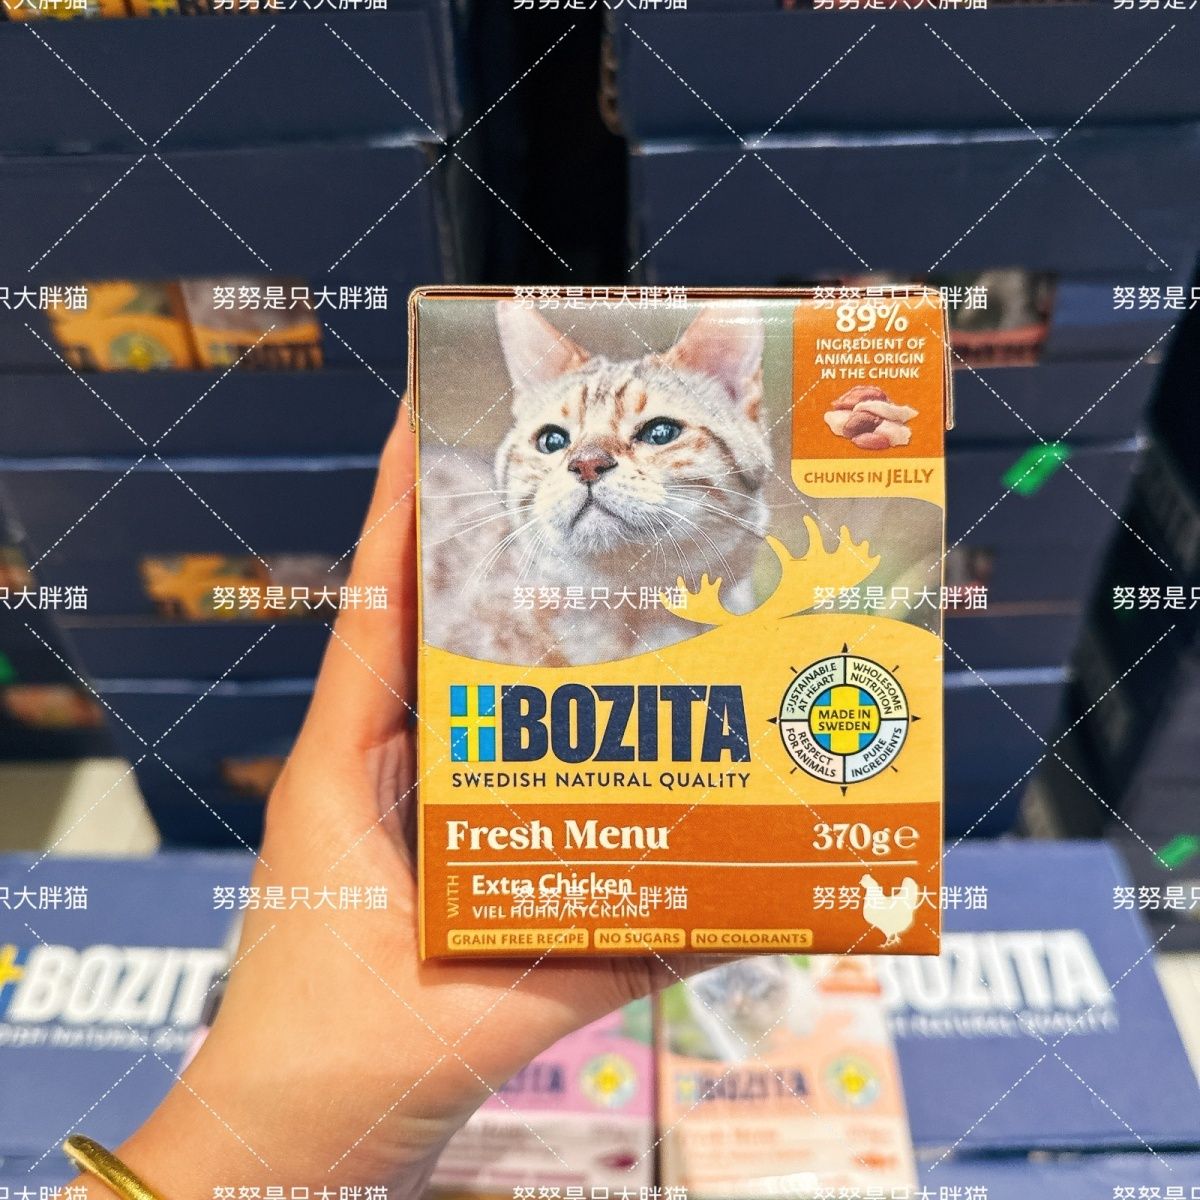 努努是只大胖猫
89%
INGREDIENT OF
ANIMAL ORIGIN
IN THE CHUNK
CHUNKS IN JELLY
BOZITA
SWEDISH NATURAL QUALITY
SUSTAINABLE
AT HEART
WHOLESOME
NUTRITION
MADE IN
SWEDEN
RESPECT
FOR ANIMALS
PURE
INGREDIENTS
Fresh Menu
370g e
WITH
Extra Chicken
VIEL HUHN/KYCKLING
GRAIN FREE RECIPE
NO SUGARS
NO COLORANTS
BOZITA
BOZITA
BOZITA